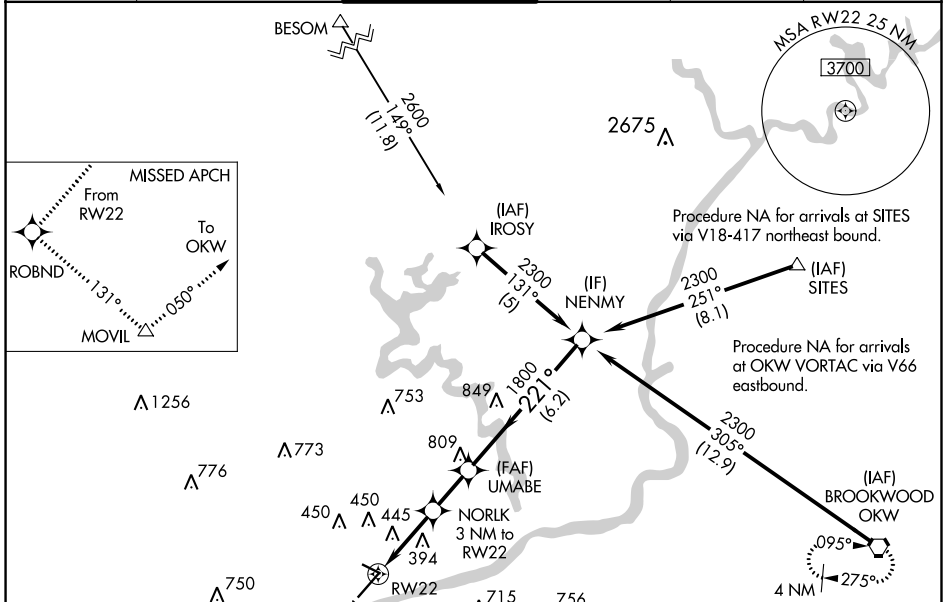 BESOM
2600
149°
(11.8)
MSA RW22 25 NM
3700
2675
MISSED APCH
From
RW22
To
OKW
ROBND
131°
050°
MOVIL
(IAF)
IROSY
2300
131°
(5)
(IF)
NENMY
Procedure NA for arrivals at SITES
via V18-417 northeast bound.
2300
251°
(8.1)
(IAF)
SITES
Procedure NA for arrivals
at OKW VORTAC via V66
eastbound.
1256
753
849
1800
221°
(6.2)
2300
305°
(12.9)
773
809
776
(FAF)
UMABE
(IAF)
BROOKWOOD
OKW
450
450
445
394
NORLK
3 NM to
RW22
095°
275°
4 NM
RW22
750
715
756